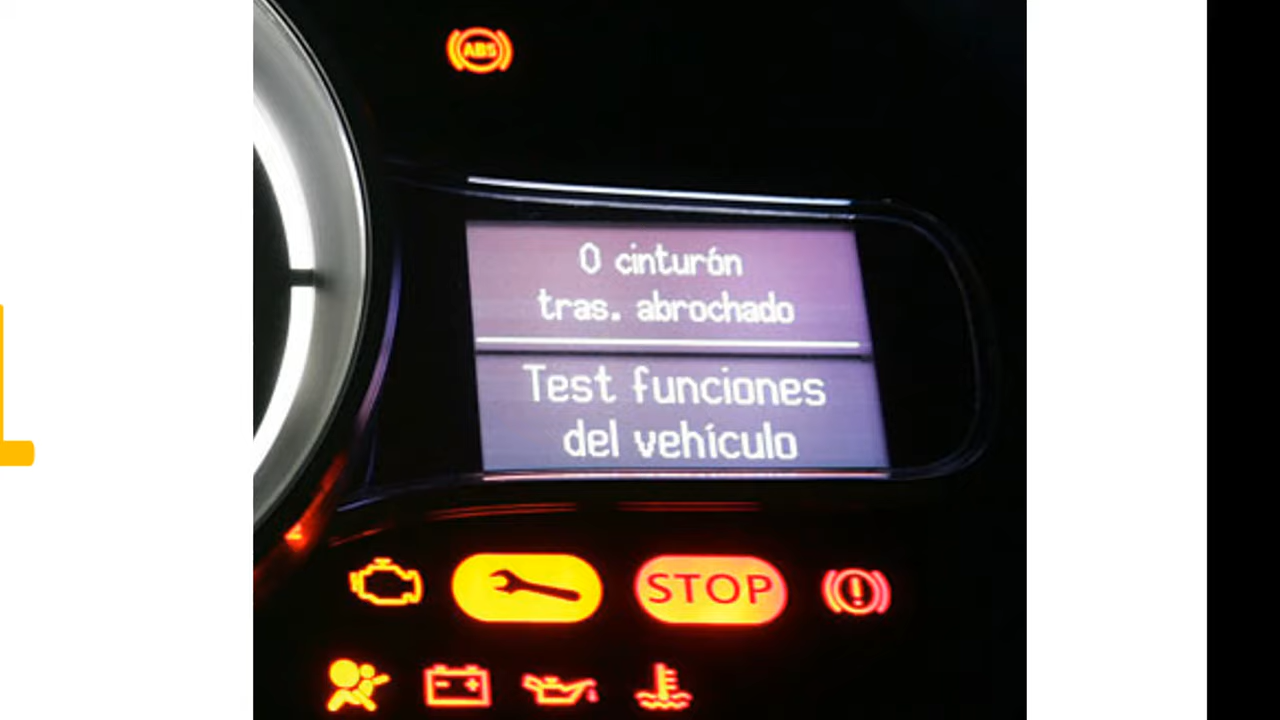 ABS
0 cinturón
tras. abrochado
Test funciones
del vehículo
STOP